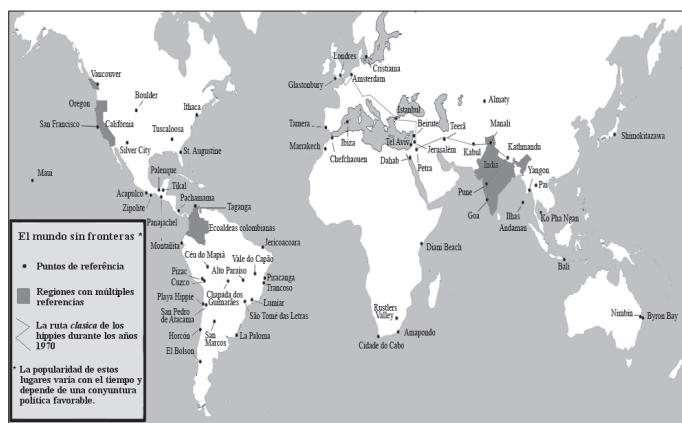 Vancouver
Boulder
Oregon
Ithaca
San Francisco
California
Tuscaloosa
Silver City
St. Augustine
Maui
Palenque
Tikal
Acapulco
Pachamama
Zipolite
Taganga
Panajachel
Ecoaldeas colombianas
Montañita
Jericoacoara
Céu do Mapiá
Vale do Capão
Pizac
Alto Paraíso
Cuzco
Piracanga
Trancoso
Chapada dos
Guimarães
Playa Hippie
Lumiar
San Pedro
de Atacama
São Tomé das Letras
Horcón
San
Marcos
La Paloma
El Bolson
Londres
Cristiania
Glastonbury
Amsterdam
Istanbul
Almaty
Tamera
Beirute
Teerã
Manali
Ibiza
Tel Aviv
Shimokitazawa
Marrakech
Jerusalém
Kabul
Kathmandu
Chefchaouen
Dahab
Petra
India
Yangon
Pai
Pune
Goa
Ilhas
Andaman
Ko Pha Ngan
Diani Beach
Bali
Rustlers
Valley
Nimbin
Byron Bay
Amapondo
Cidade do Cabo
El mundo sin fronteras *
Puntos de referência
Regiones con múltiples
referencias
La ruta clasica de los
hippies durante los años
1970
* La popularidad de estos
lugares varia con el tiempo y
depende de una conyuntura
política favorable.